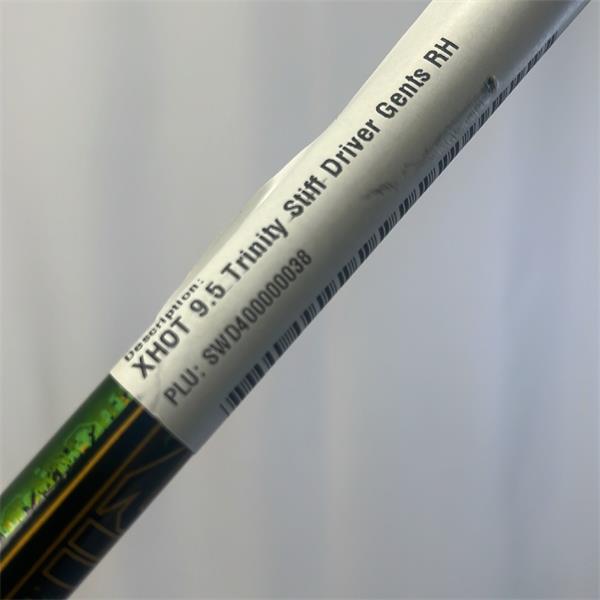 Description:
XHOT 9.5 Trinity Stiff Driver Gents RH
PLU: SWD400000038